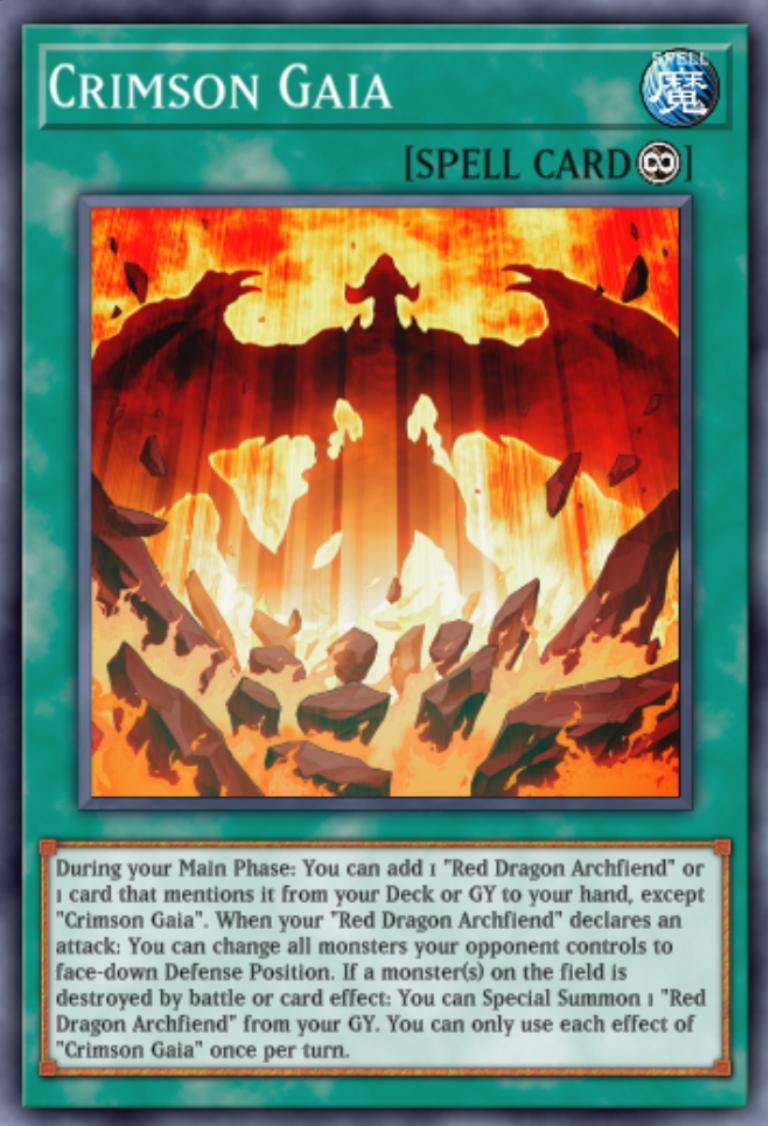 CRIMSON GAIA
SPELL
魔
[SPELL CARD♾]
During your Main Phase: You can add 1 "Red Dragon Archfiend" or
1 card that mentions it from your Deck or GY to your hand, except
"Crimson Gaia". When your "Red Dragon Archfiend" declares an
attack: You can change all monsters your opponent controls to
face-down Defense Position. If a monster(s) on the field is
destroyed by battle or card effect: You can Special Summon 1 "Red
Dragon Archfiend" from your GY. You can only use each effect of
"Crimson Gaia" once per turn.